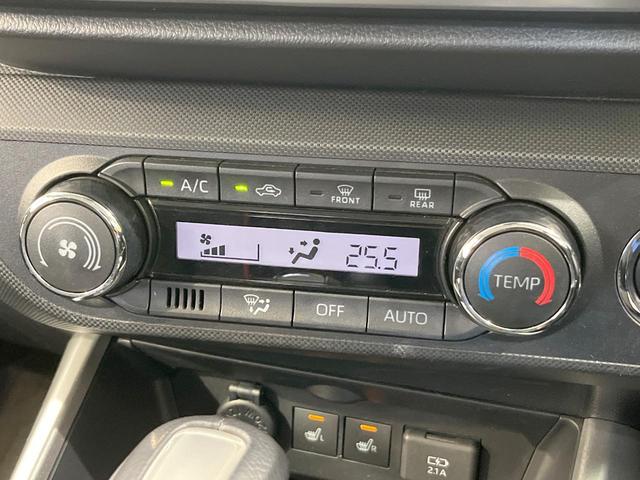 A/C
FRONT
REAR
25.5
TEMP
OFF
AUTO
L
R
2.1A